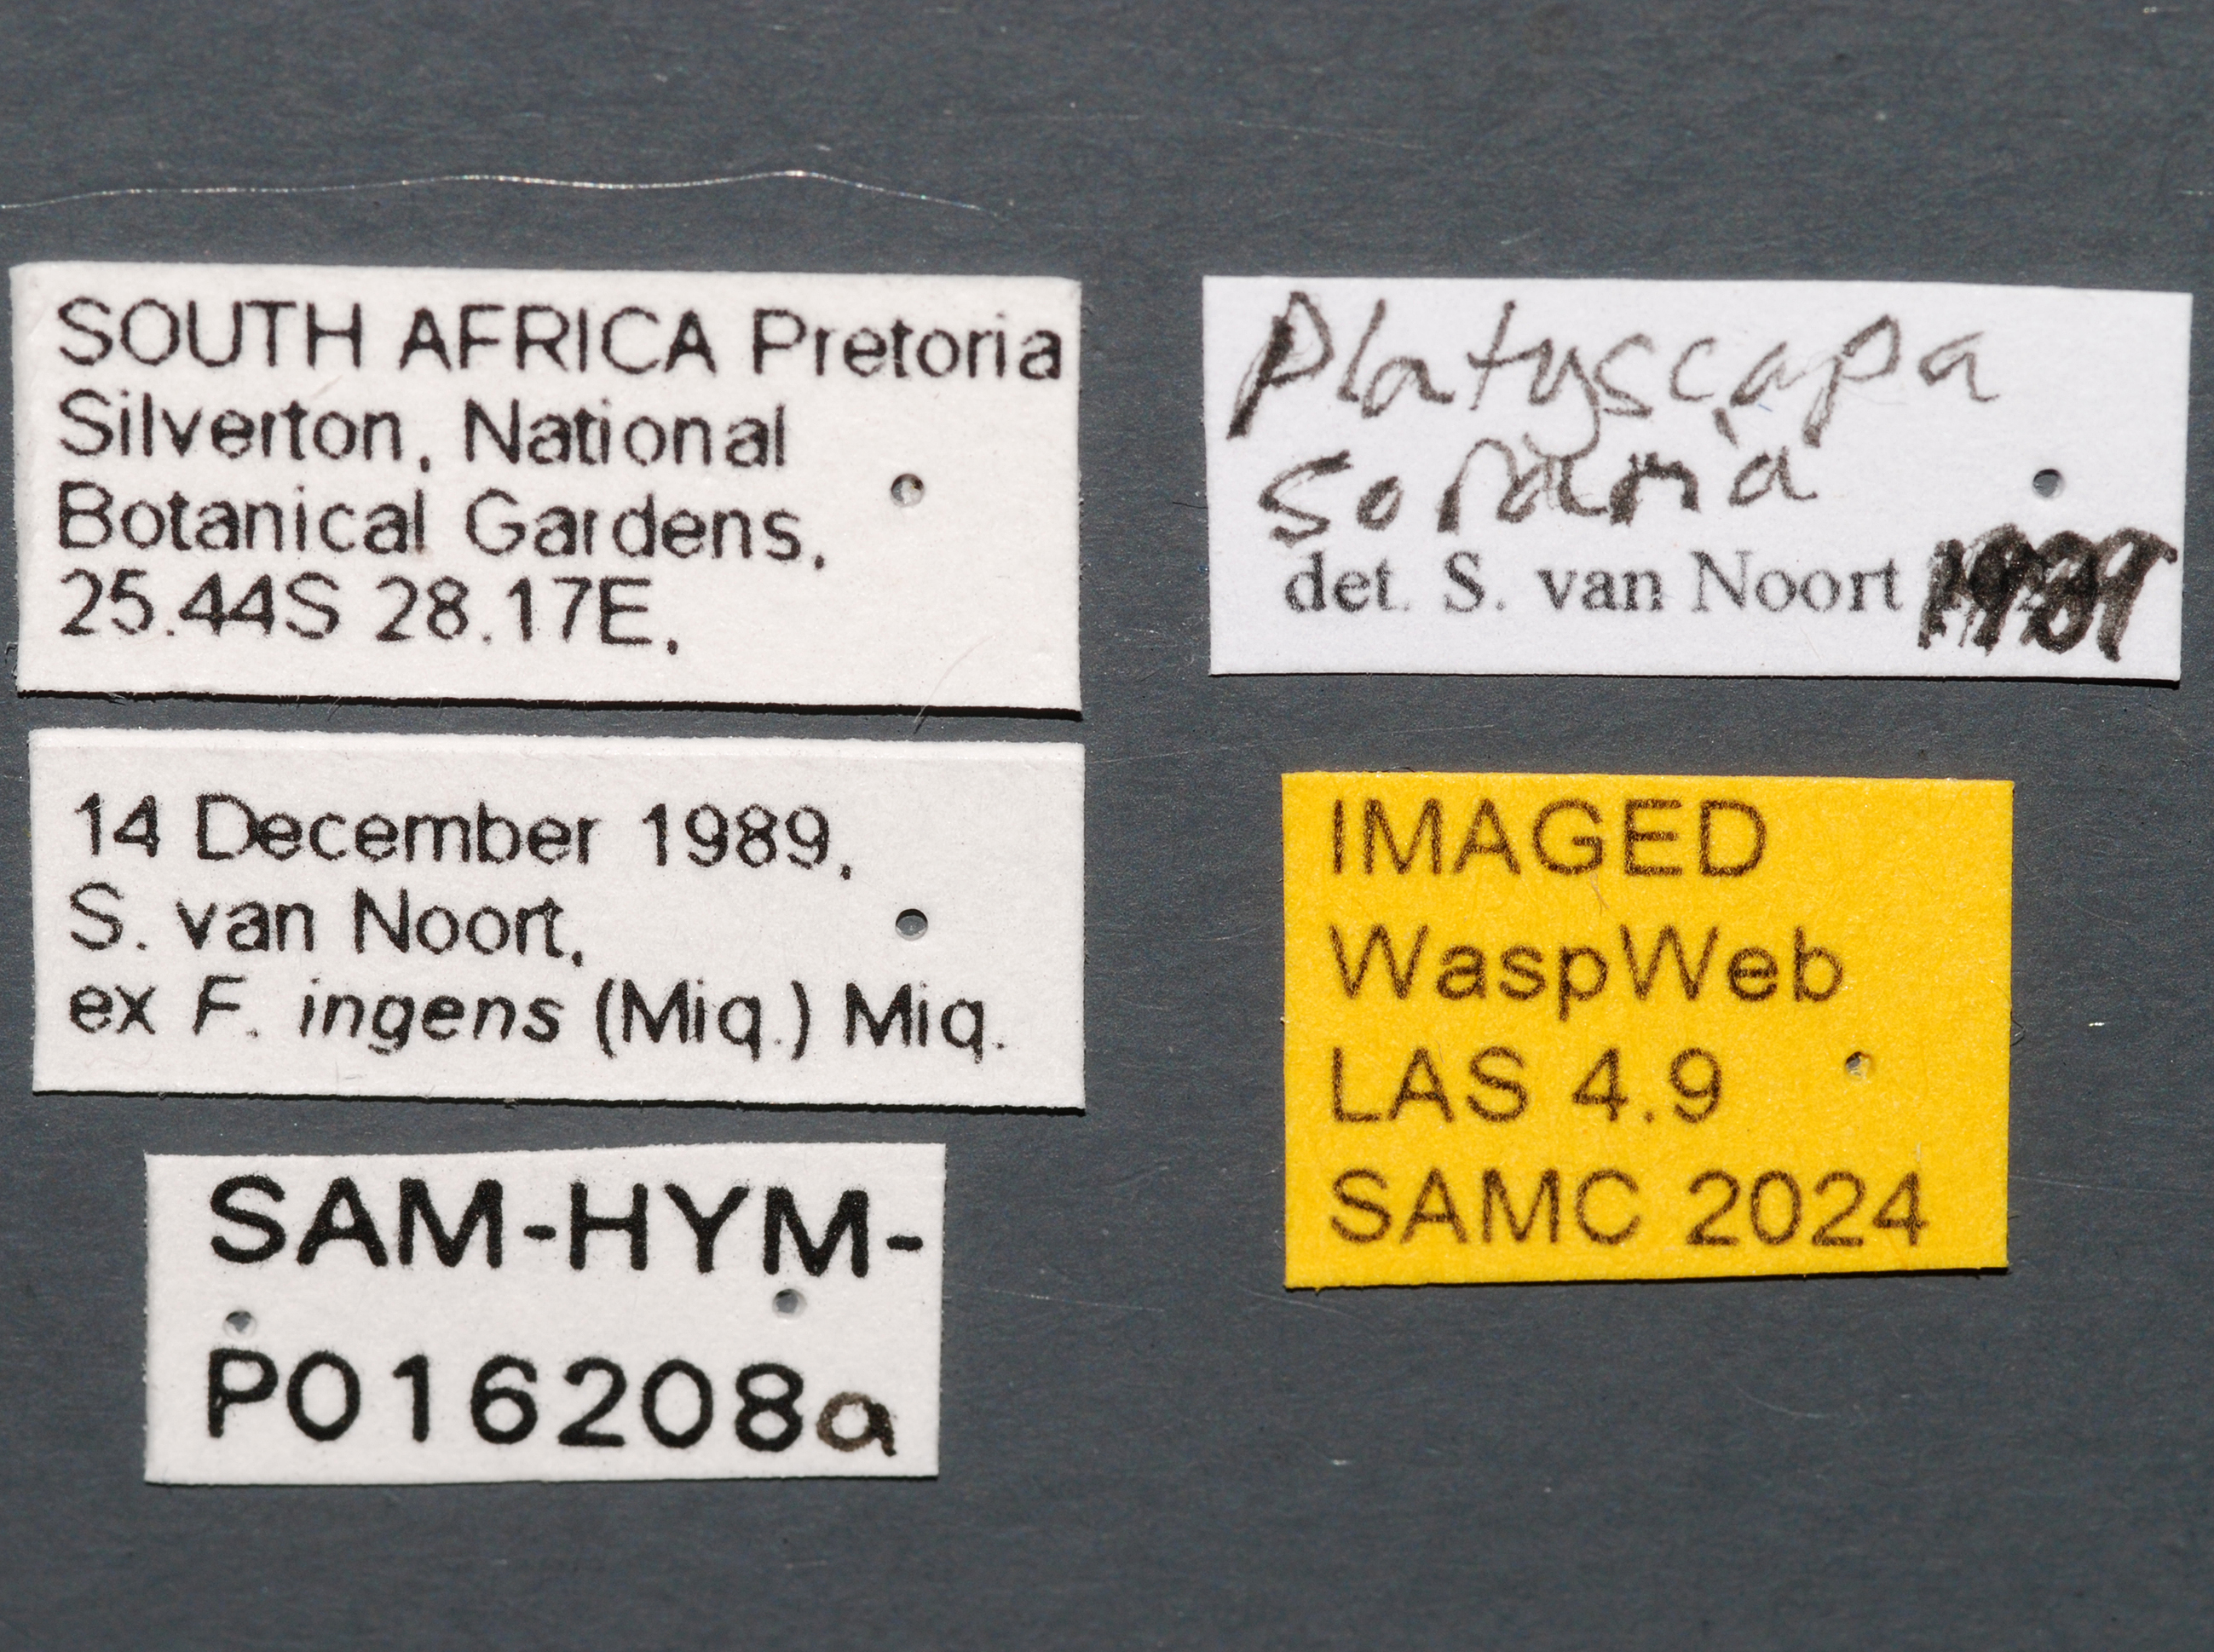 SOUTH AFRICA Pretoria
Silverton, National
Botanical Gardens,
25.44S 28.17E,
14 December 1989,
S. van Noort,
ex F. ingens (Miq.) Miq.
SAM-HYM-
P016208a
Platyscapa
soraria
det. S. van Noort 1989
IMAGED
WaspWeb
LAS 4.9
SAMC 2024